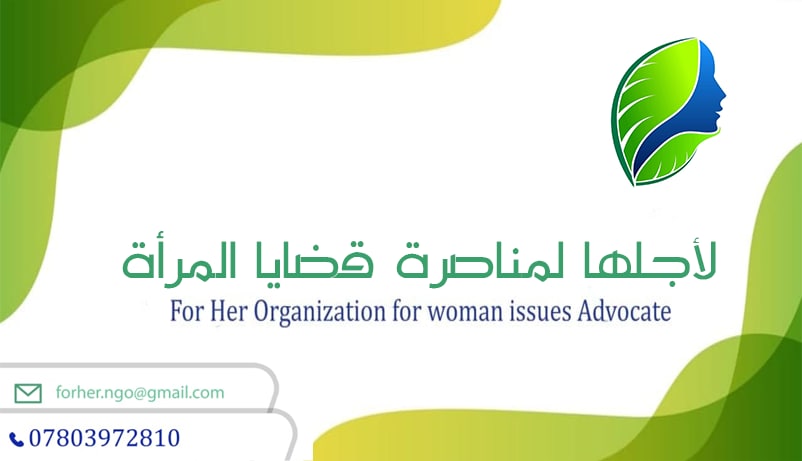 لأجلها لمناصرة قضايا المرأة
For Her Organization for woman issues Advocate
forher.ngo@gmail.com
07803972810